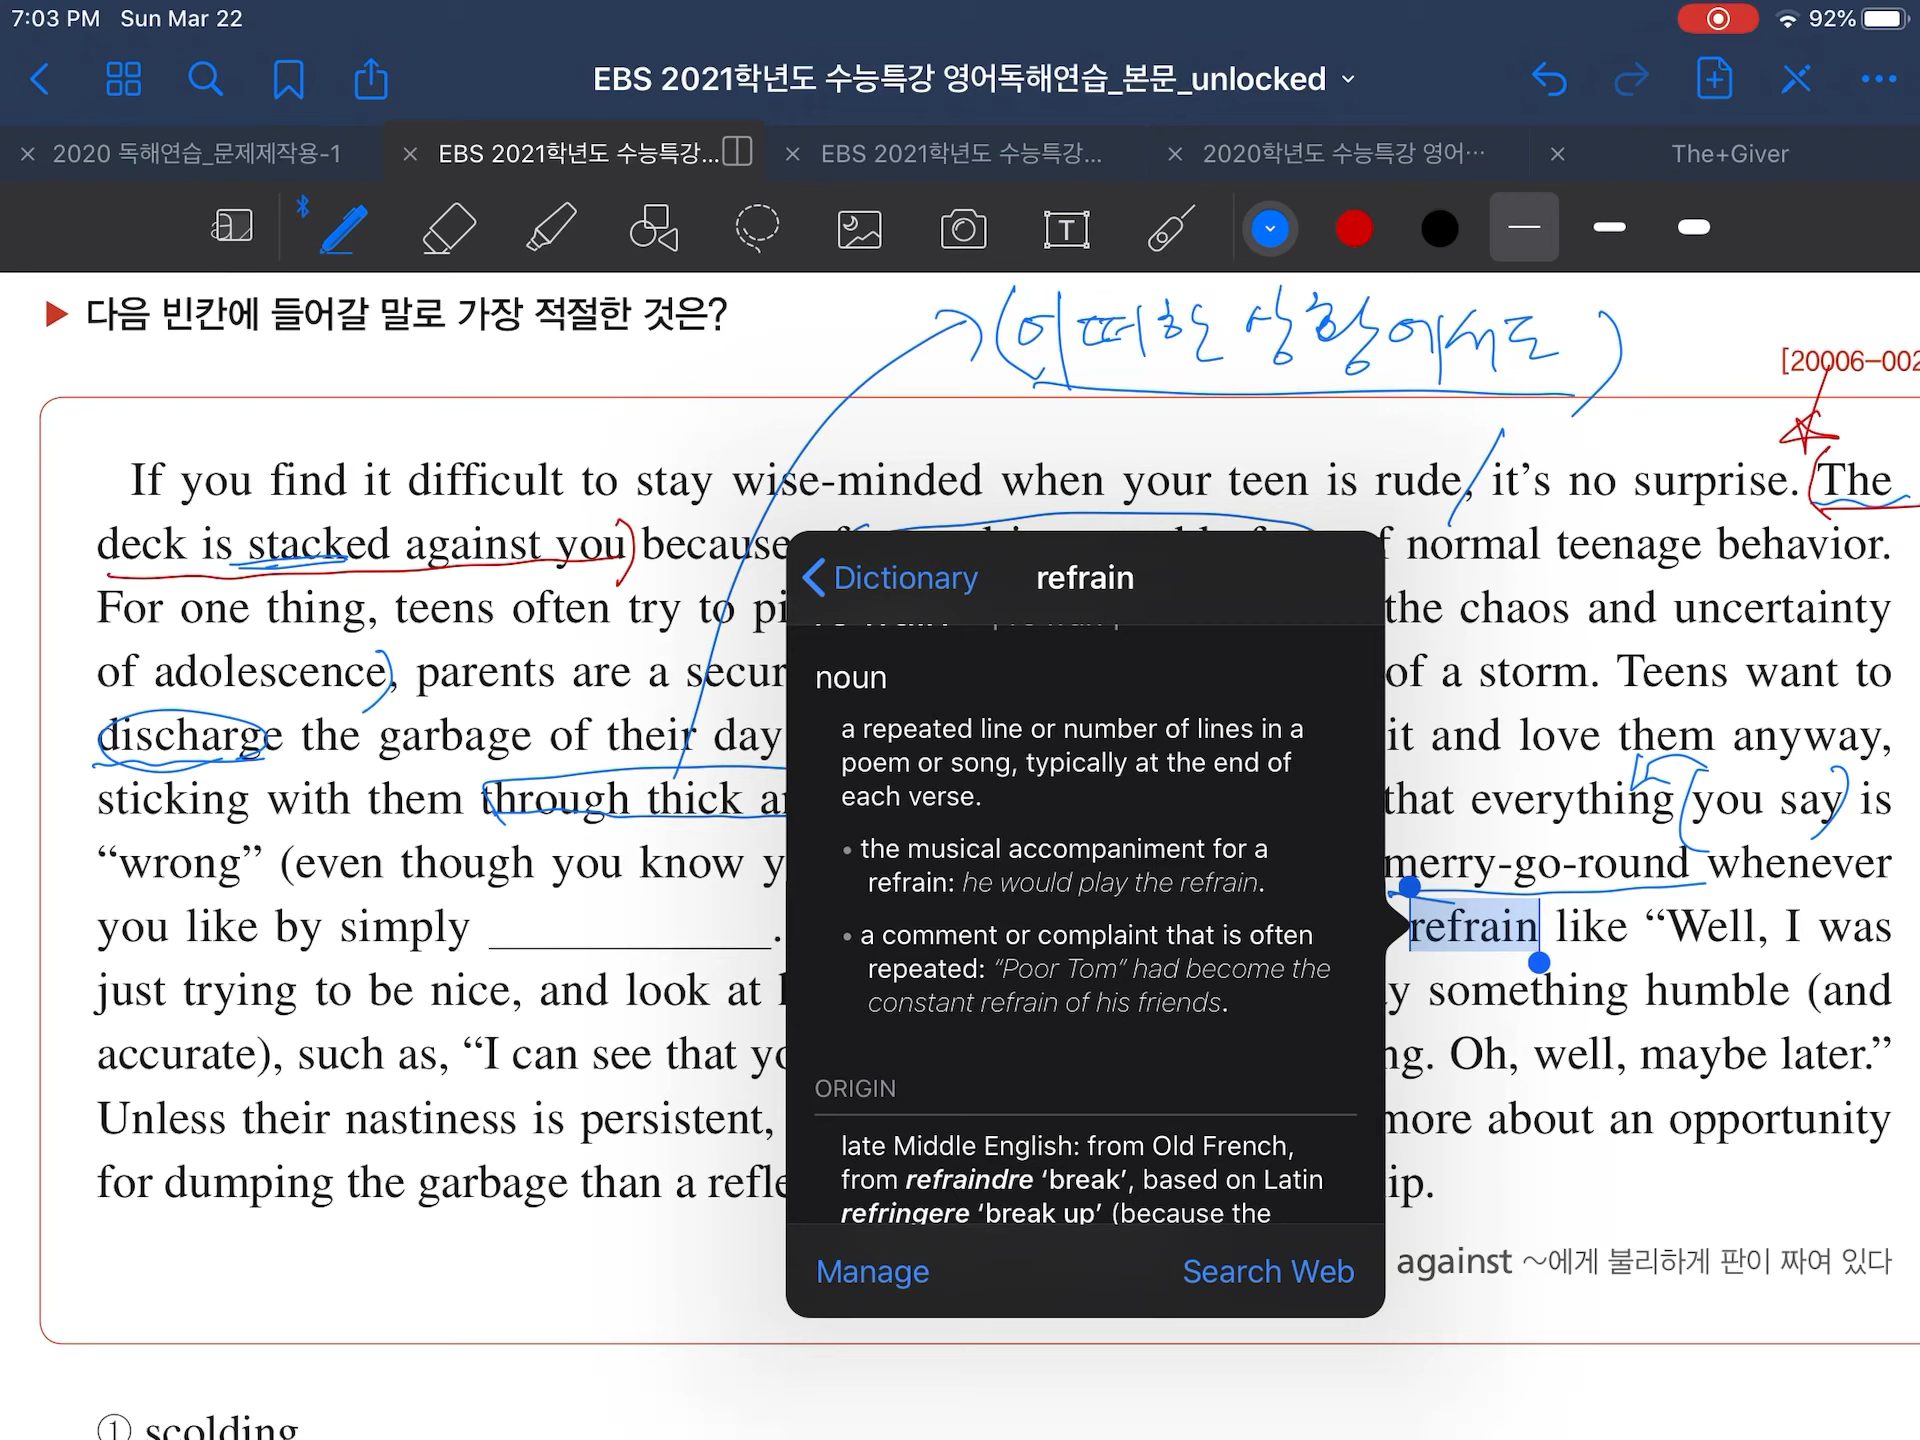 7:03 PM Sun Mar 22
92%
EBS 2021학년도 수능특강 영어독해연습_본문_unlocked
2020 독해연습_문제제작용-1
EBS 2021학년도 수능특강...
EBS 2021학년도 수능특강...
2020학년도 수능특강 영어...
The+Giver
T
▶ 다음 빈칸에 들어갈 말로 가장 적절한 것은?
(어떠한 상황에서도)
[20006-002
If you find it difficult to stay wise-minded when your teen is rude, it's no surprise. The
deck is stacked against you because normal teenage behavior.
For one thing, teens often try to the chaos and uncertainty
of adolescence, parents are a of a storm. Teens want to
discharge the garbage of their day it and love them anyway,
sticking with them through thick that everything you say is
“wrong” (even though you know merry-go-round whenever
you like by simply ____________. refrain like “Well, I was
just trying to be nice, and look at something humble (and
accurate), such as, “I can see that Oh, well, maybe later.”
Unless their nastiness is persistent, more about an opportunity
for dumping the garbage than a
against ~에게 불리하게 판이 짜여 있다
① scolding
Dictionary
refrain
noun
a repeated line or number of lines in a
poem or song, typically at the end of
each verse.
• the musical accompaniment for a
refrain: he would play the refrain.
• a comment or complaint that is often
repeated: “Poor Tom” had become the
constant refrain of his friends.
ORIGIN
late Middle English: from Old French,
from refraindre ‘break’, based on Latin
refringere ‘break up’ (because the
Manage
Search Web